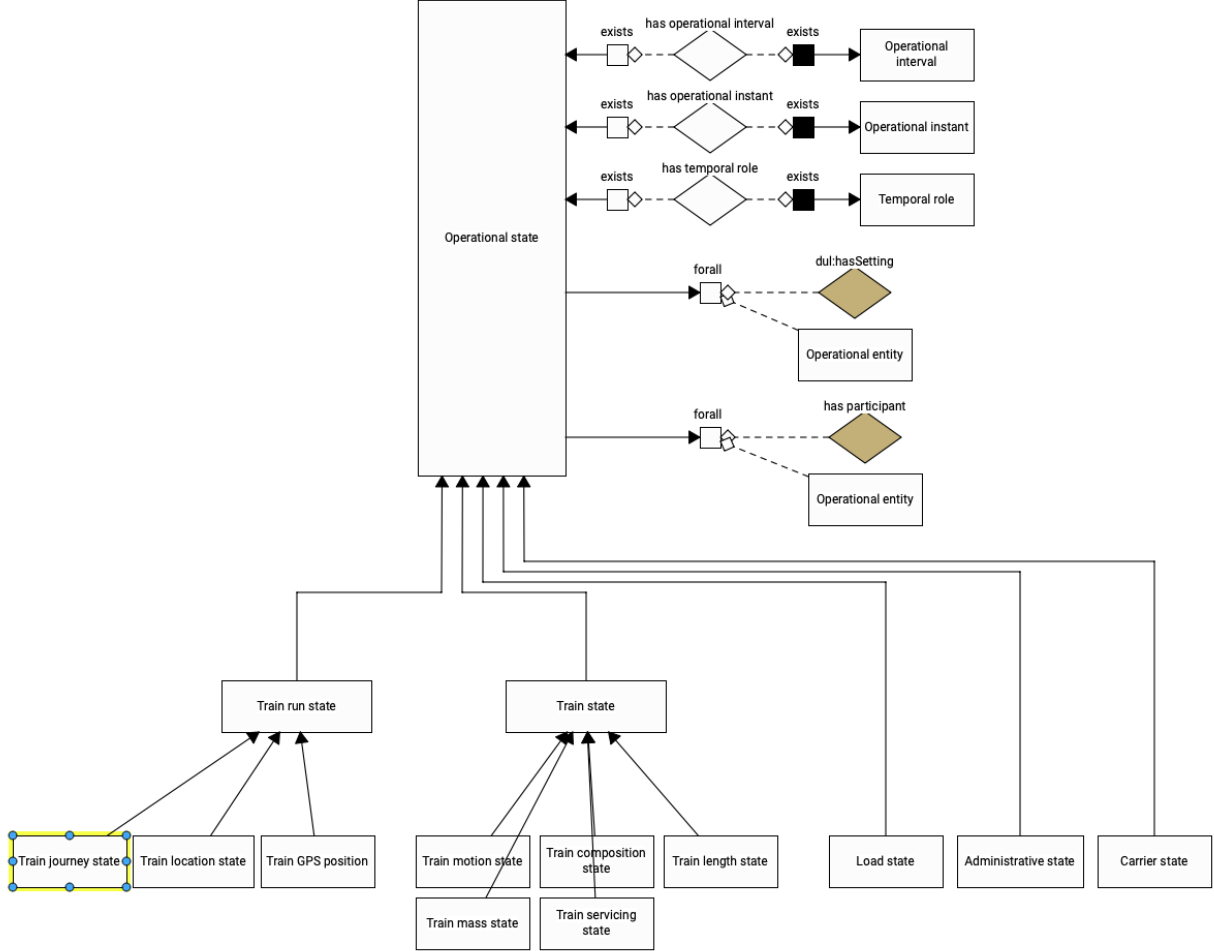 has operational interval
exists
exists
Operational
interval
has operational instant
exists
exists
Operational instant
has temporal role
exists
exists
Temporal role
Operational state
dul:hasSetting
forall
Operational entity
has participant
forall
Operational entity
Train run state
Train state
Train journey state
Train location state
Train GPS position
Train motion state
Train composition
state
Train length state
Load state
Administrative state
Carrier state
Train mass state
Train servicing
state